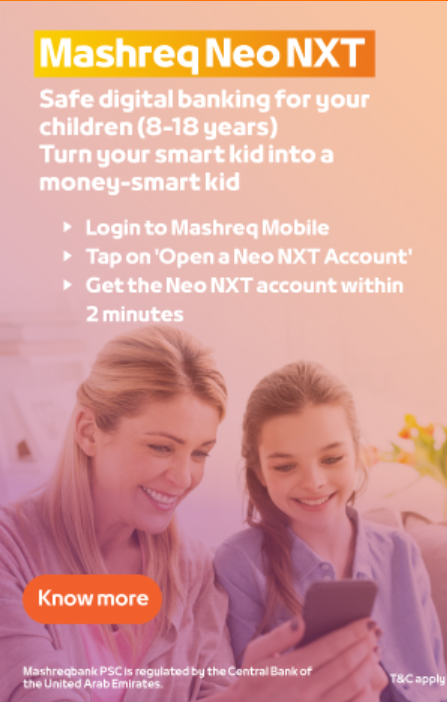 Mashreq Neo NXT
Safe digital banking for your
children (8-18 years)
Turn your smart kid into a
money-smart kid
Login to Mashreq Mobile
Tap on 'Open a Neo NXT Account'
Get the Neo NXT account within
2 minutes
Know more
Mashreqbank PSC is regulated by the Central Bank of
the United Arab Emirates.
T&C apply